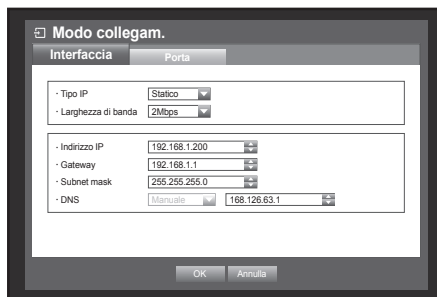 Modo collegam.
Interfaccia Porta
· Tipo IP Statico
· Larghezza di banda 2Mbps
· Indirizzo IP 192.168.1.200
· Gateway 192.168.1.1
· Subnet mask 255.255.255.0
· DNS Manuale 168.126.63.1
OK Annulla